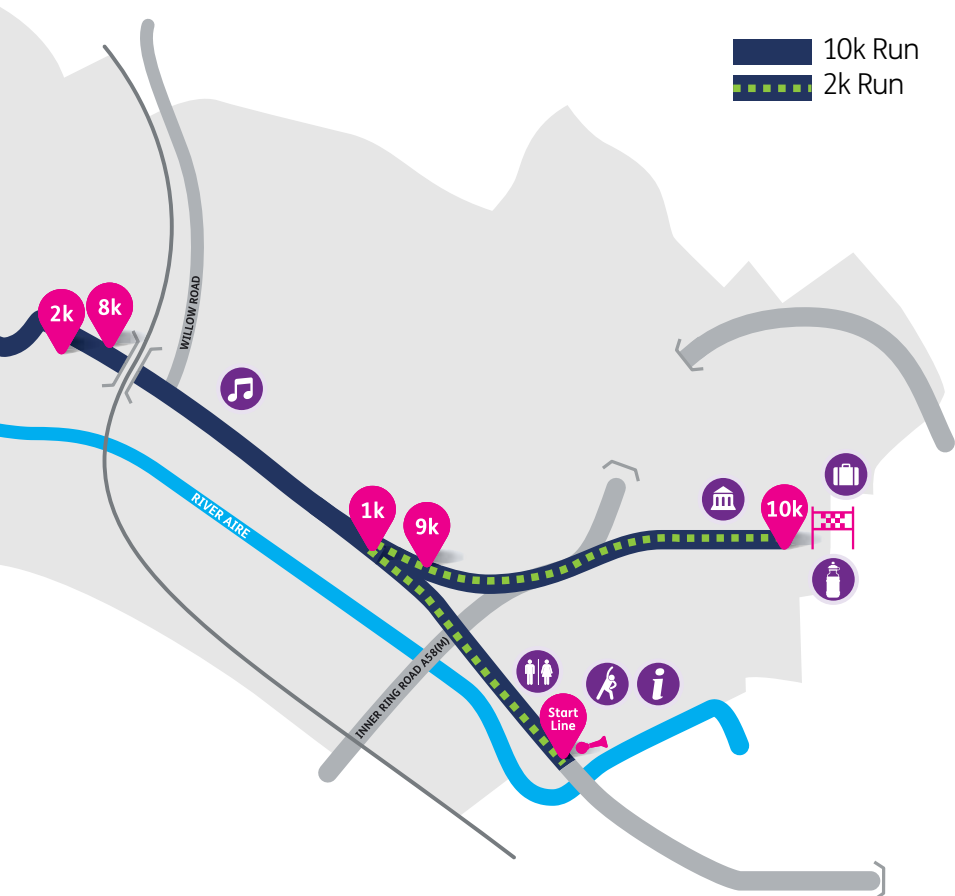 10k Run
2k Run
WILLOW ROAD
2k
8k
RIVER AIRE
1k
9k
10k
INNER RING ROAD A58(M)
i
Start
Line